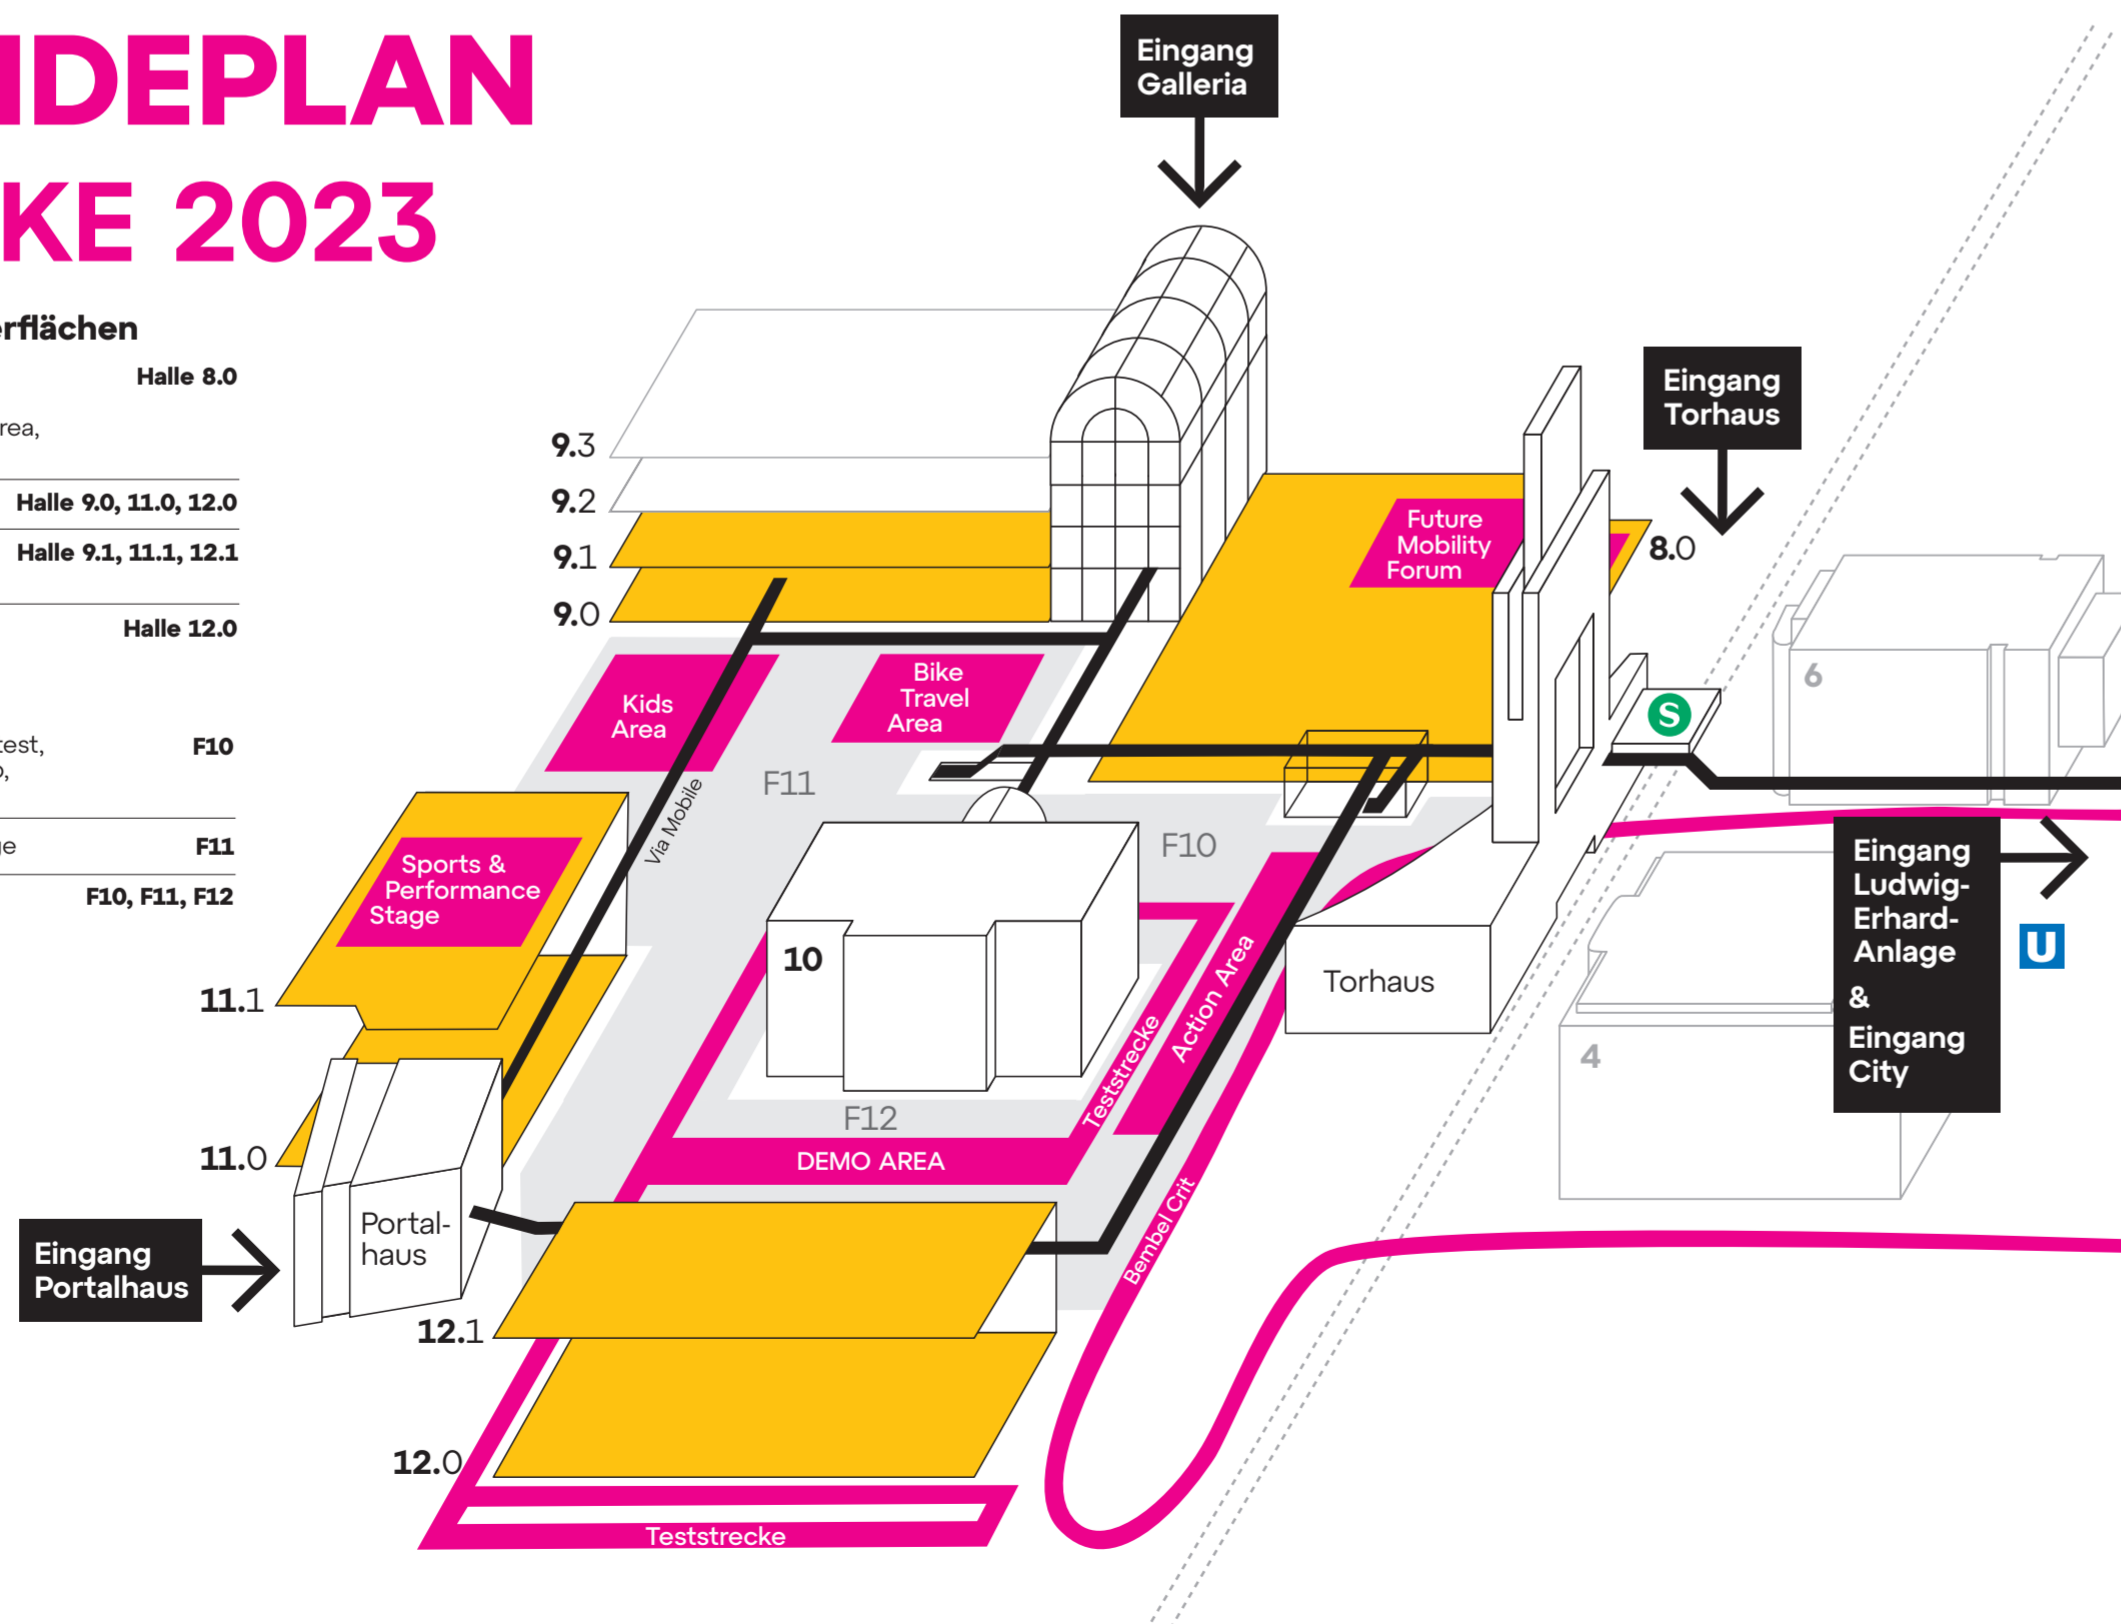 IDEPLAN
KE 2023
erflächen
Halle 8.0
rea,
Halle 9.0, 11.0, 12.0
Halle 9.1, 11.1, 12.1
Halle 12.0
test,
F10
o,
ge
F11
F10, F11, F12
Eingang
Galleria
Eingang
Torhaus
9.3
9.2
9.1
9.0
Future
Mobility
Forum
8.0
Kids
Area
Bike
Travel
Area
S
6
F11
Via Mobile
F10
Sports &
Performance
Stage
10
Action Area
Torhaus
Eingang
Ludwig-
Erhard-
Anlage
&
Eingang
City
U
4
11.1
Teststrecke
F12
11.0
DEMO AREA
Portal-
haus
Bembel Crit
Eingang
Portalhaus
12.1
12.0
Teststrecke